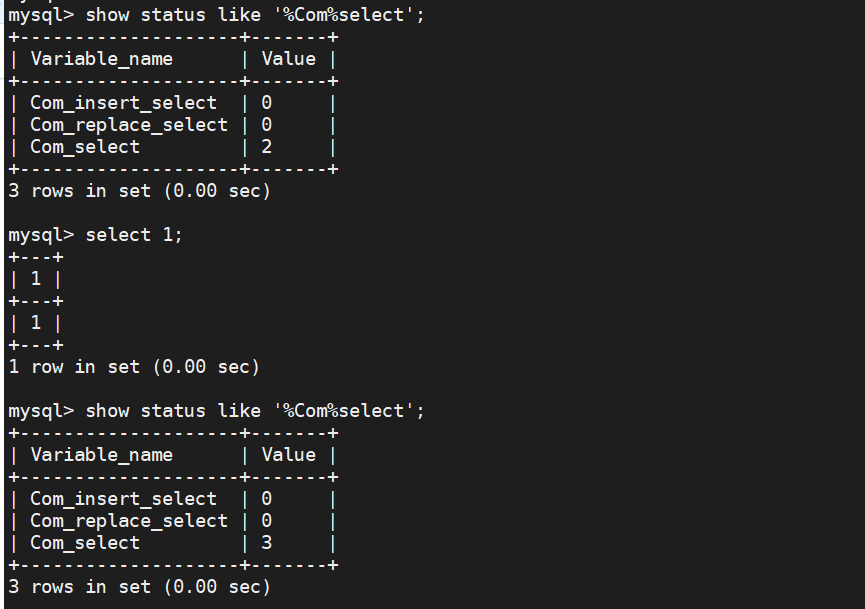 mysql> show status like '%Com%select';
+--------------------+-------+
| Variable_name      | Value |
+--------------------+-------+
| Com_insert_select  | 0     |
| Com_replace_select | 0     |
| Com_select         | 2     |
+--------------------+-------+
3 rows in set (0.00 sec)

mysql> select 1;
+---+
| 1 |
+---+
| 1 |
+---+
1 row in set (0.00 sec)

mysql> show status like '%Com%select';
+--------------------+-------+
| Variable_name      | Value |
+--------------------+-------+
| Com_insert_select  | 0     |
| Com_replace_select | 0     |
| Com_select         | 3     |
+--------------------+-------+
3 rows in set (0.00 sec)